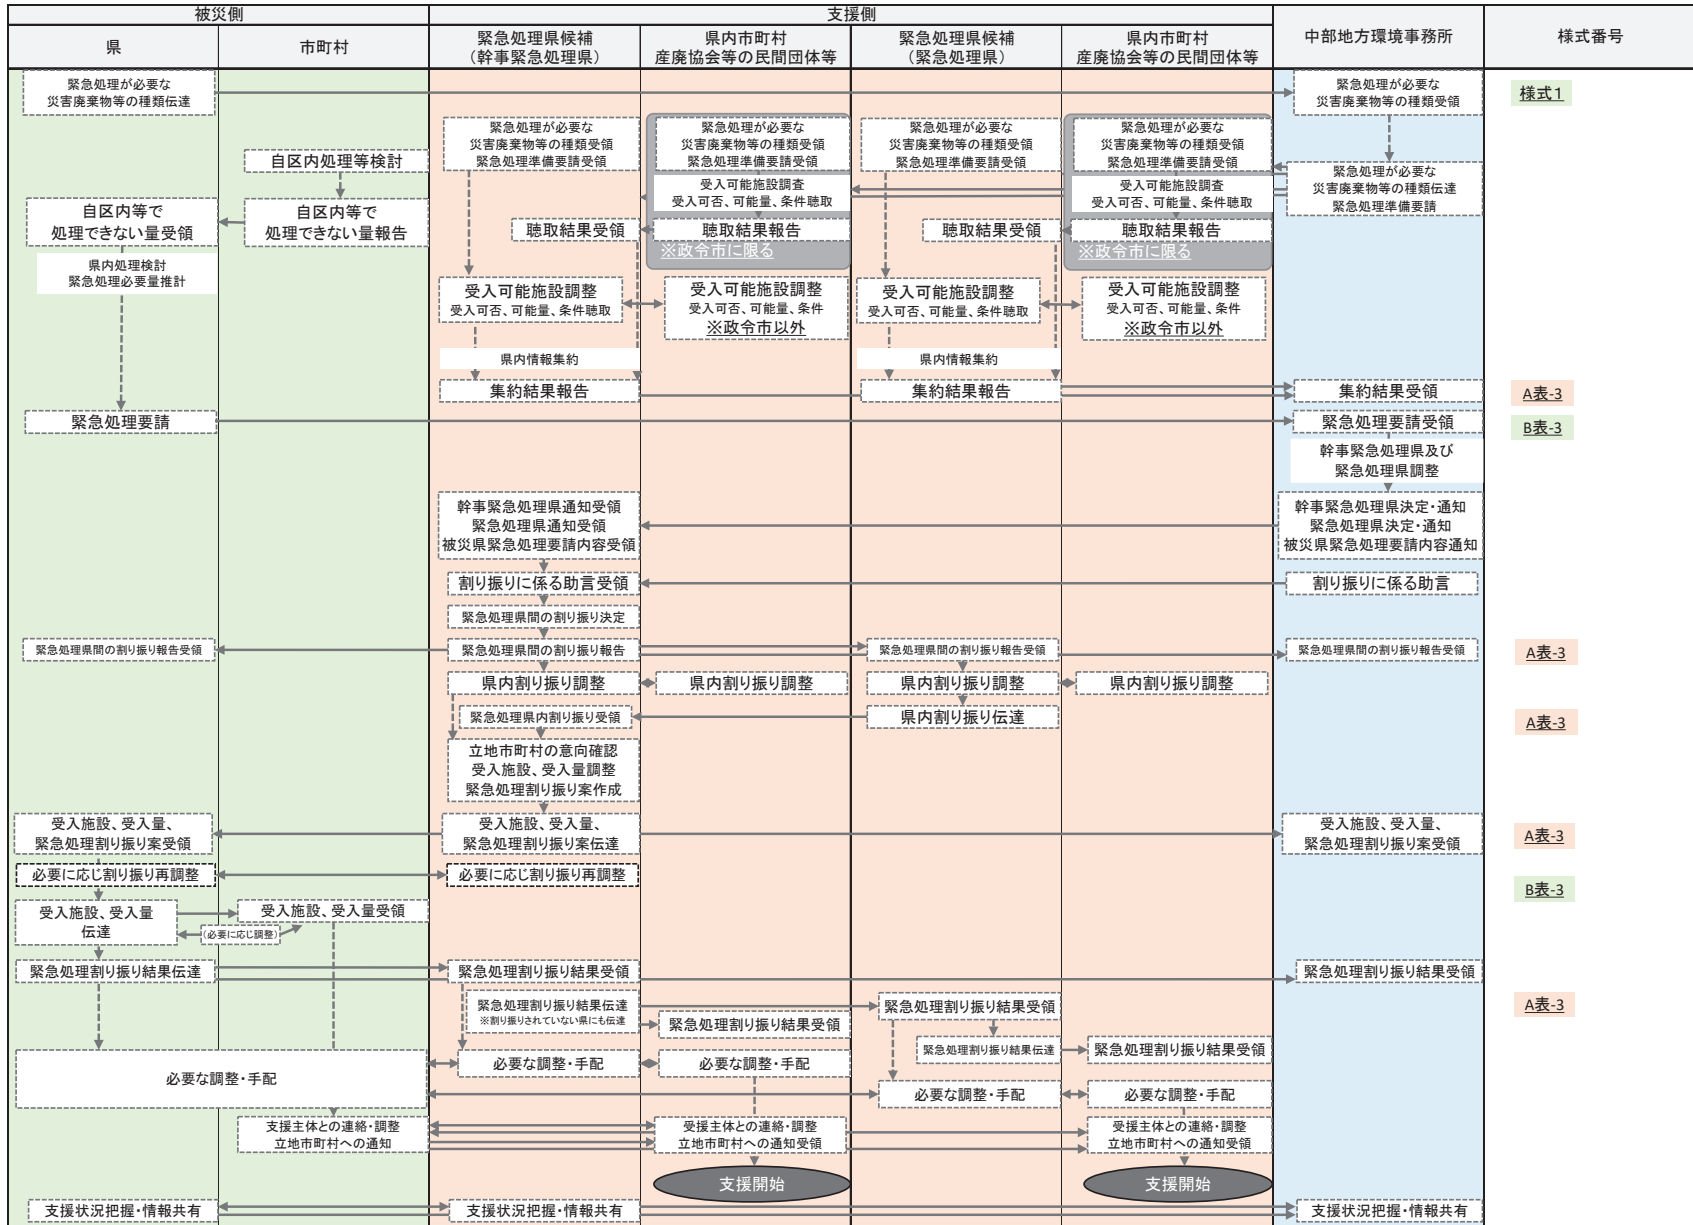 被災側
支援側
県
市町村
緊急処理県候補
（幹事緊急処理県）
県内市町村
産廃協会等の民間団体等
緊急処理県候補
（緊急処理県）
県内市町村
産廃協会等の民間団体等
中部地方環境事務所
様式番号
緊急処理が必要な
災害廃棄物等の種類伝達
緊急処理が必要な
災害廃棄物等の種類受領
様式1
緊急処理が必要な
災害廃棄物等の種類受領
緊急処理準備要請受領
緊急処理が必要な
災害廃棄物等の種類受領
緊急処理準備要請受領
緊急処理が必要な
災害廃棄物等の種類受領
緊急処理準備要請受領
緊急処理が必要な
災害廃棄物等の種類受領
緊急処理準備要請受領
自区内処理等検討
緊急処理が必要な
災害廃棄物等の種類伝達
緊急処理準備要請
受入可能施設調査
受入可否、可能量、条件聴取
受入可能施設調査
受入可否、可能量、条件聴取
自区内等で
処理できない量受領
自区内等で
処理できない量報告
聴取結果受領
聴取結果報告
※政令市に限る
聴取結果受領
聴取結果報告
※政令市に限る
県内処理検討
緊急処理必要量推計
受入可能施設調整
受入可否、可能量、条件聴取
受入可能施設調整
受入可否、可能量、条件
※政令市以外
受入可能施設調整
受入可否、可能量、条件聴取
受入可能施設調整
受入可否、可能量、条件
※政令市以外
県内情報集約
県内情報集約
集約結果報告
集約結果報告
集約結果受領
A表-3
緊急処理要請
緊急処理要請受領
B表-3
幹事緊急処理県及び
緊急処理県調整
幹事緊急処理県通知受領
緊急処理県通知受領
被災県緊急処理要請内容受領
幹事緊急処理県決定・通知
緊急処理県決定・通知
被災県緊急処理要請内容通知
割り振りに係る助言受領
割り振りに係る助言
緊急処理県間の割り振り決定
緊急処理県間の割り振り報告受領
緊急処理県間の割り振り報告
緊急処理県間の割り振り報告受領
緊急処理県間の割り振り報告受領
A表-3
県内割り振り調整
県内割り振り調整
県内割り振り調整
県内割り振り調整
緊急処理県内割り振り受領
県内割り振り伝達
A表-3
立地市町村の意向確認
受入施設、受入量調整
緊急処理割り振り案作成
受入施設、受入量、
緊急処理割り振り案受領
受入施設、受入量、
緊急処理割り振り案伝達
受入施設、受入量、
緊急処理割り振り案受領
A表-3
必要に応じ割り振り再調整
必要に応じ割り振り再調整
B表-3
受入施設、受入量
伝達
受入施設、受入量受領
（必要に応じ調整）
緊急処理割り振り結果伝達
緊急処理割り振り結果受領
緊急処理割り振り結果受領
緊急処理割り振り結果伝達
※割り振りされていない県にも伝達
緊急処理割り振り結果受領
緊急処理割り振り結果受領
A表-3
緊急処理割り振り結果伝達
緊急処理割り振り結果受領
必要な調整・手配
必要な調整・手配
必要な調整・手配
必要な調整・手配
必要な調整・手配
支援主体との連絡・調整
立地市町村への通知
受援主体との連絡・調整
立地市町村への通知受領
受援主体との連絡・調整
立地市町村への通知受領
支援開始
支援開始
支援状況把握・情報共有
支援状況把握・情報共有
支援状況把握・情報共有